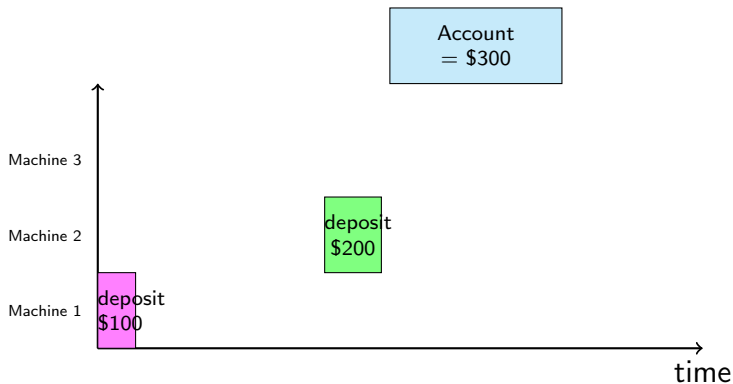 Account
= $300
Machine 3
deposit
$200
Machine 2
deposit
$100
Machine 1
time